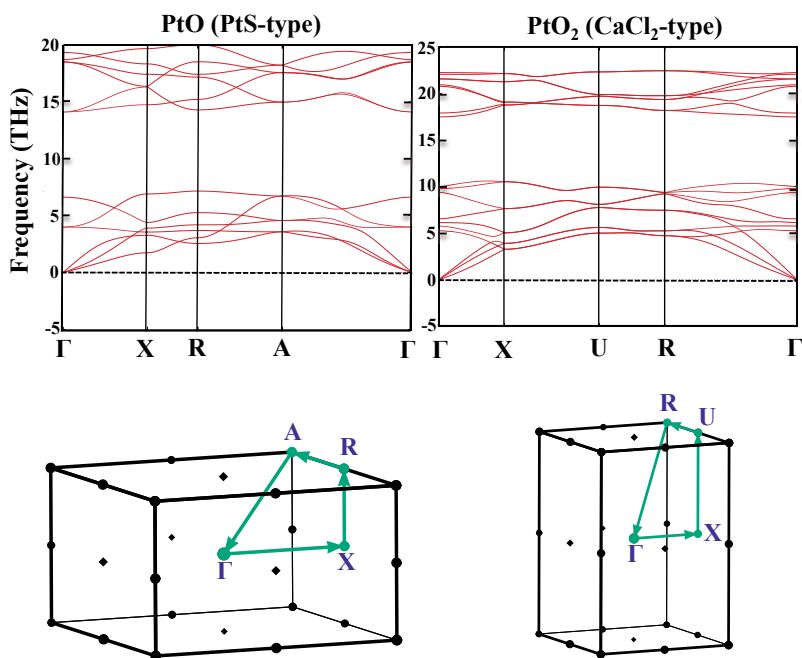 PtO (PtS-type)
PtO₂ (CaCl₂-type)
Frequency (THz)
20
15
10
5
0
-5
Γ X R A Γ
25
20
15
10
5
0
-5
Γ X U R Γ
A
R
Γ
X
R
U
Γ
X